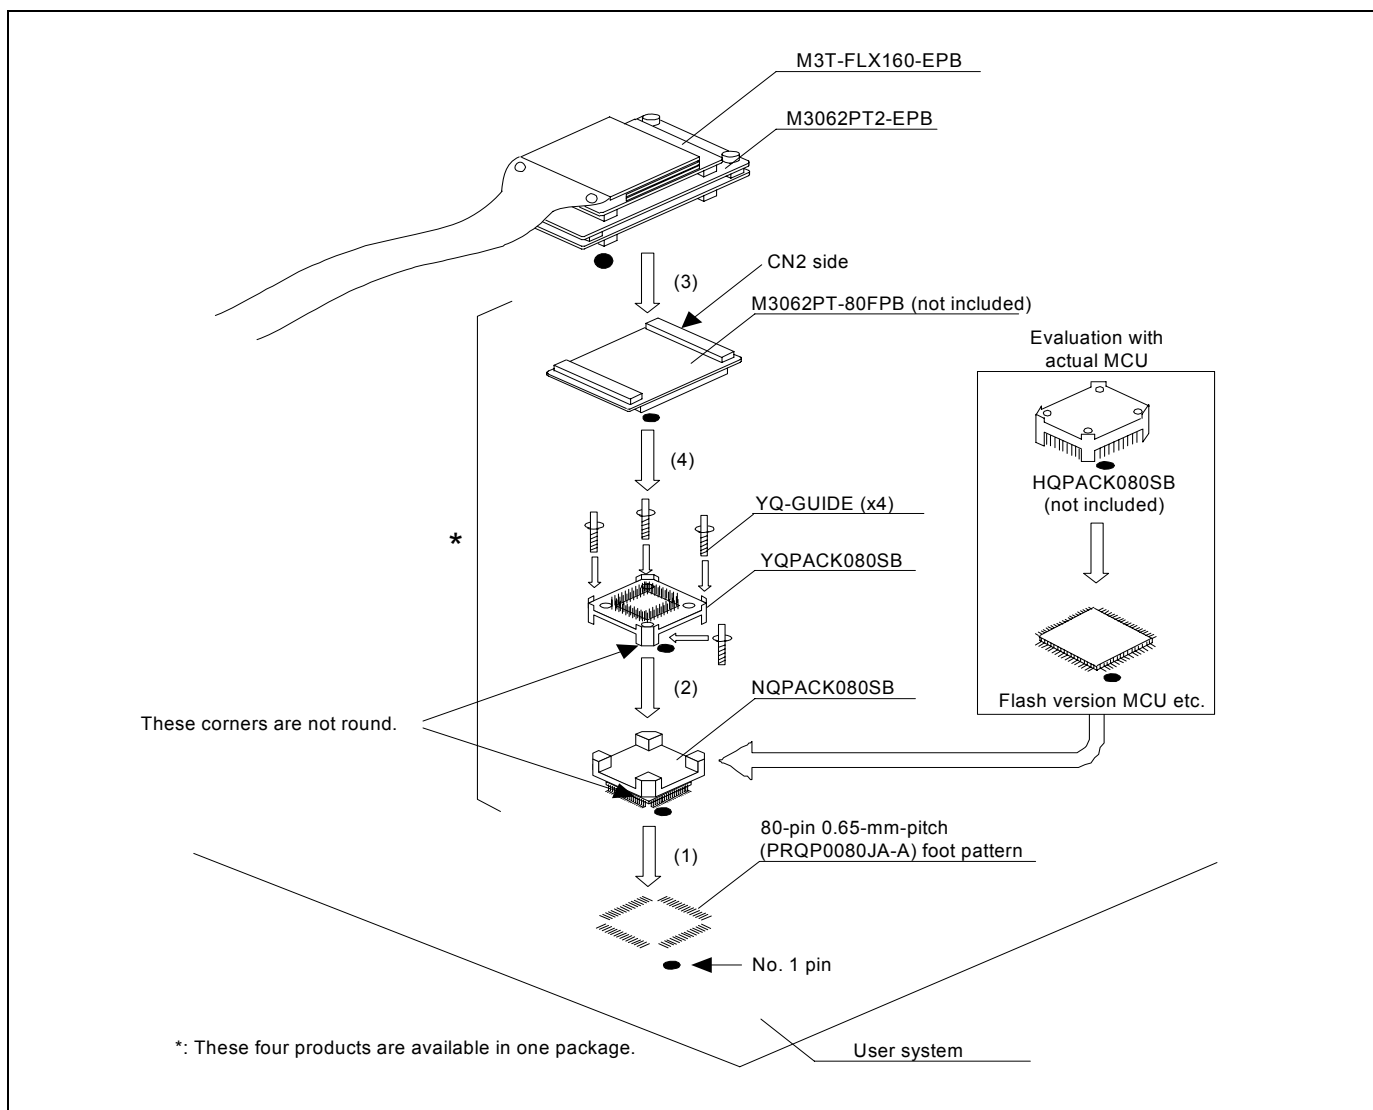 M3T-FLX160-EPB
M3062PT2-EPB
CN2 side
(3)
M3062PT-80FPB (not included)
Evaluation with
actual MCU
(4)
HQPACK080SB
(not included)
YQ-GUIDE (x4)
*
YQPACK080SB
(2)
NQPACK080SB
Flash version MCU etc.
These corners are not round.
80-pin 0.65-mm-pitch
(PRQP0080JA-A) foot pattern
(1)
No. 1 pin
*: These four products are available in one package.
User system